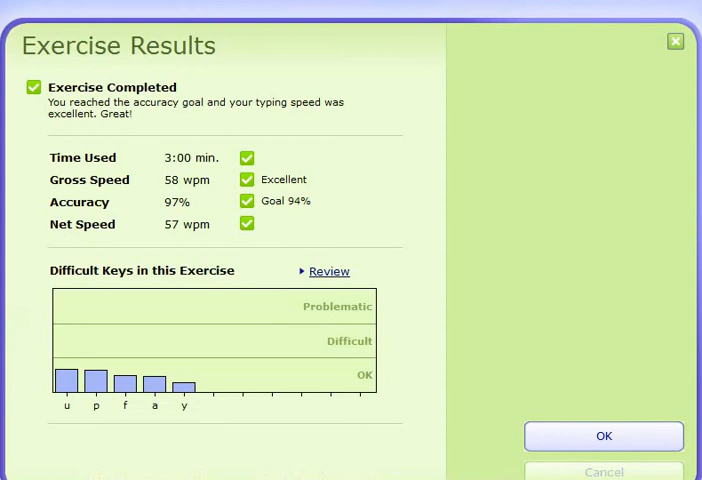 Exercise Results
Exercise Completed
You reached the accuracy goal and your typing speed was
excellent. Great!
Time Used 3:00 min.
Gross Speed 58 wpm Excellent
Accuracy 97% Goal 94%
Net Speed 57 wpm
Difficult Keys in this Exercise Review
Problematic
Difficult
OK
u p f a y
OK
Cancel